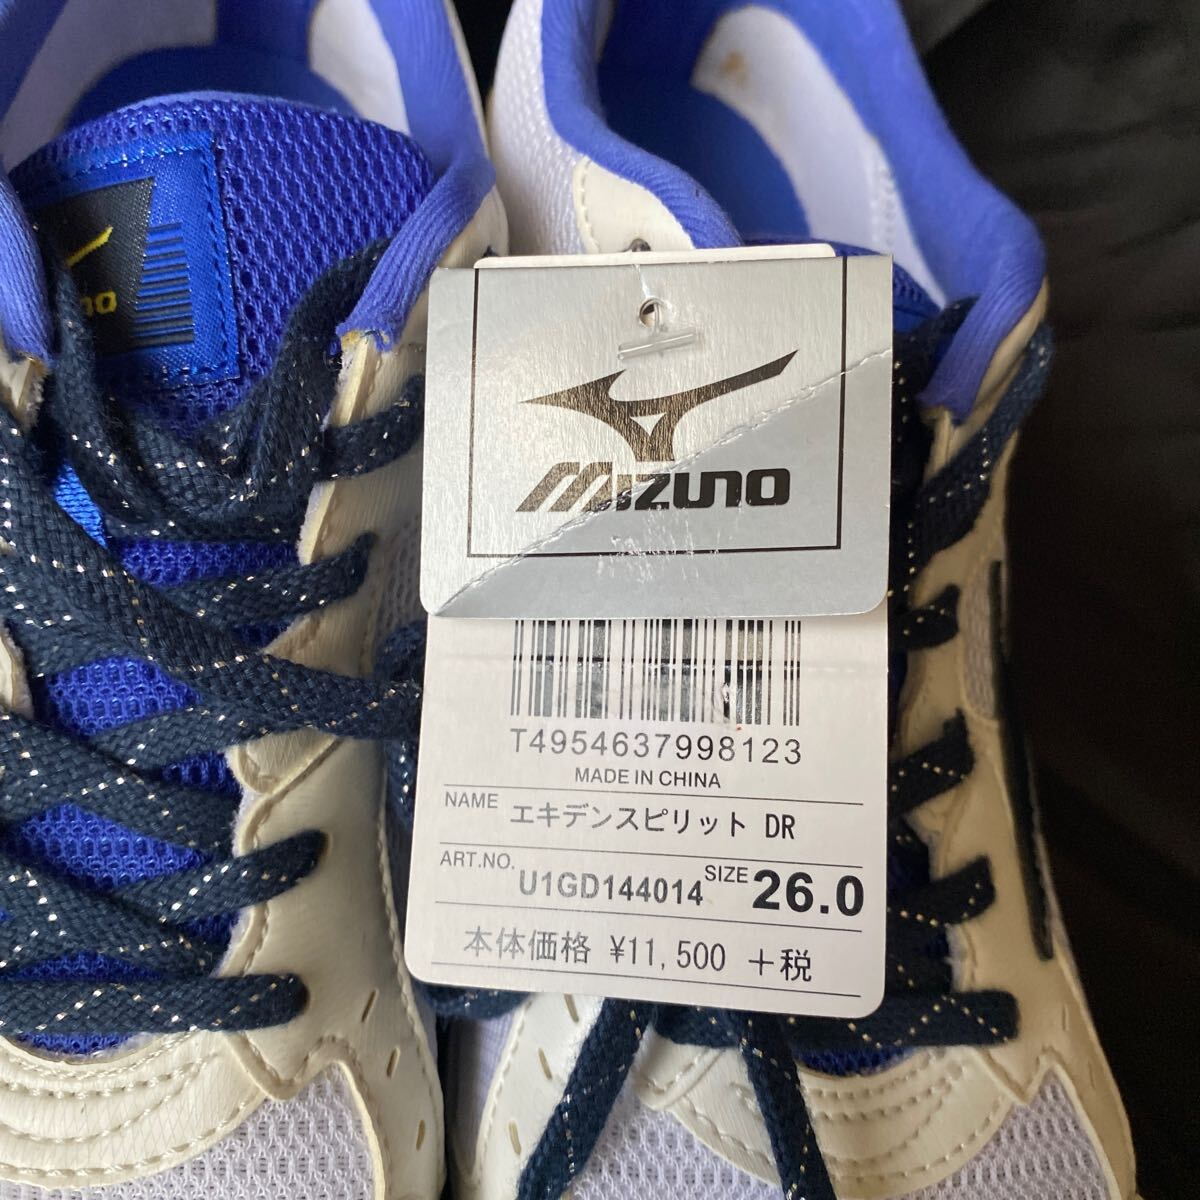 MIZUNO
T4954637998123
MADE IN CHINA
NAME エキデンスピリット DR
ART.NO. U1GD144014 SIZE 26.0
本体価格 ¥11,500 +税